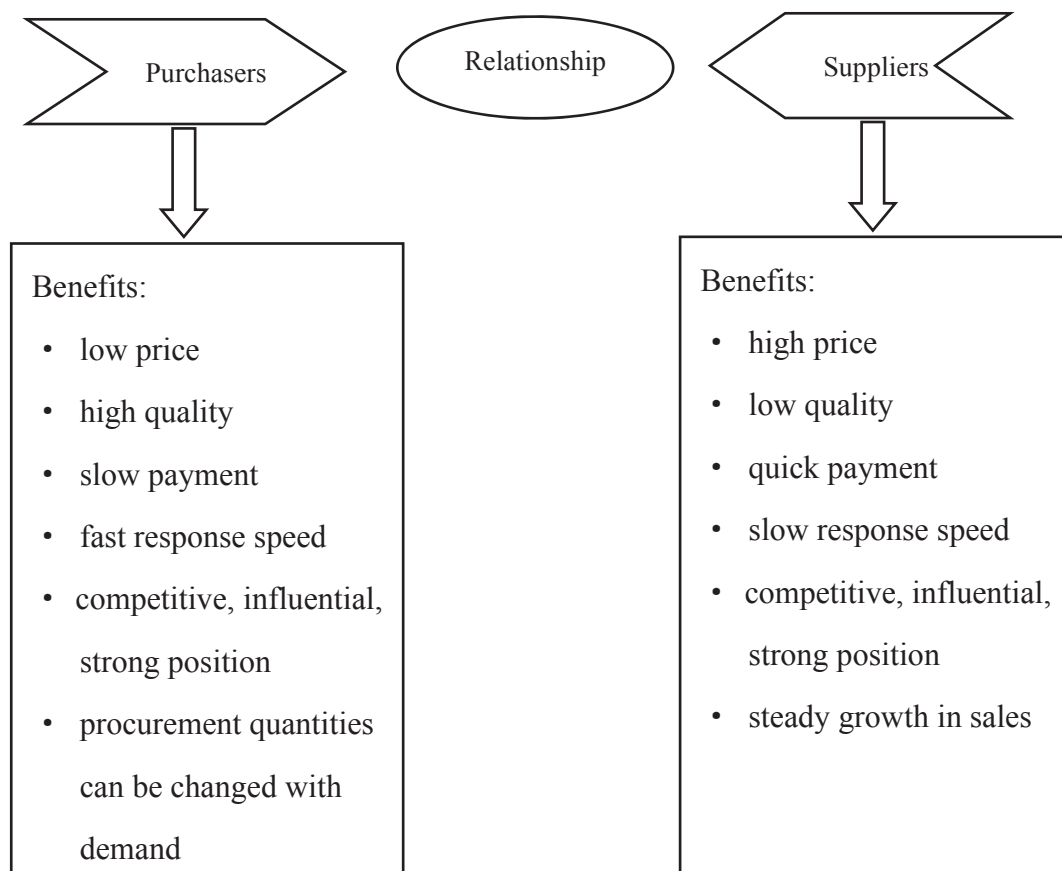 Purchasers
Relationship
Suppliers
Benefits:
• low price
• high quality
• slow payment
• fast response speed
• competitive, influential,
strong position
• procurement quantities
can be changed with
demand
Benefits:
• high price
• low quality
• quick payment
• slow response speed
• competitive, influential,
strong position
• steady growth in sales